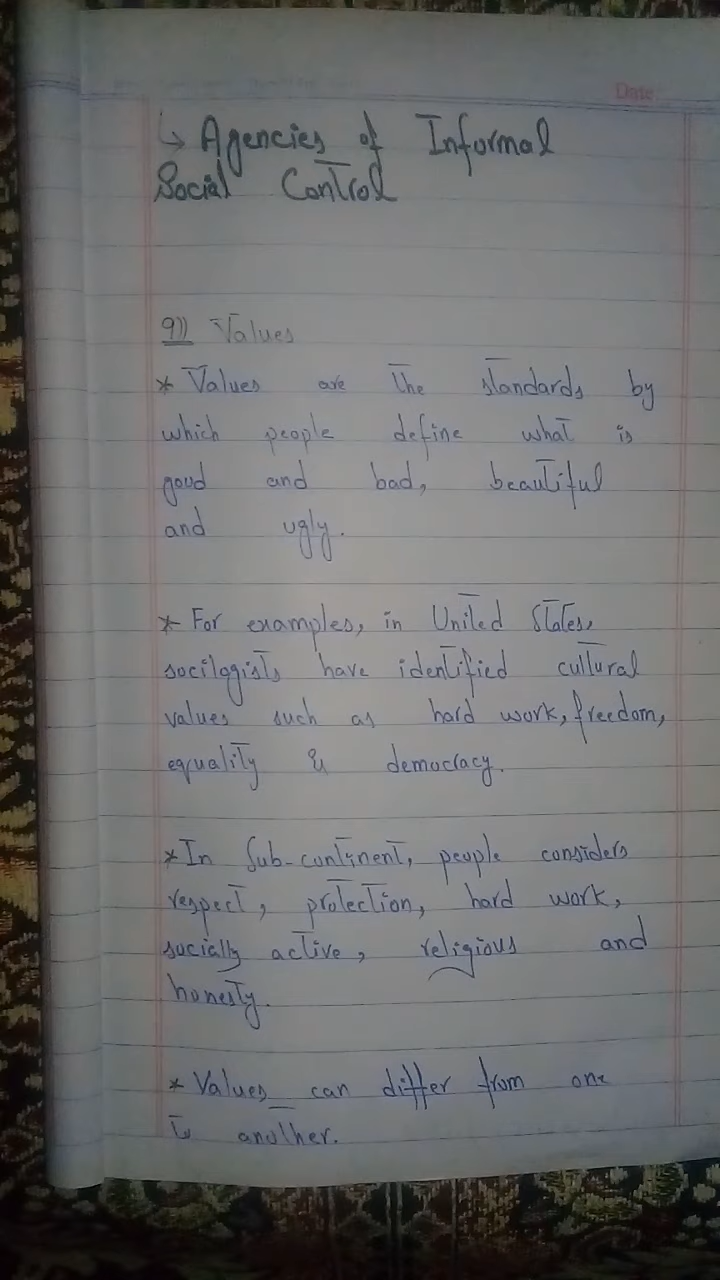 Date:
↳ Agencies of Informal
Social Control
9)) Values
* Values are the standards by
which people define what is
good and bad, beautiful
and ugly.
* For examples, in United States,
socilogists have identified cultural
values such as hard work, freedom,
equality & democracy.
* In Sub-continent, people considers
respect, protection, hard work,
socially active, religious and
honesty.
* Values can differ from one
to another.